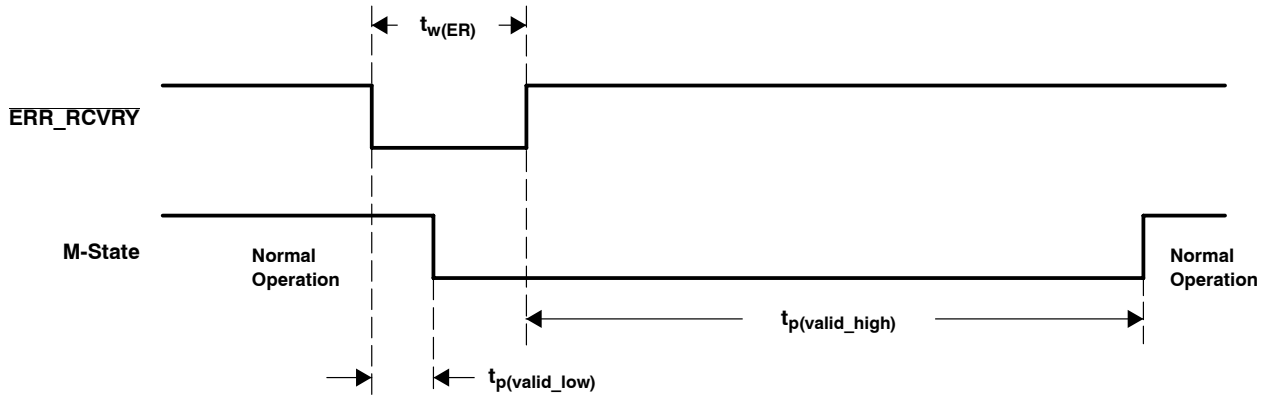 tw(ER)
ERR_RCVRY
M-State
Normal
Operation
Normal
Operation
tp(valid_high)
tp(valid_low)